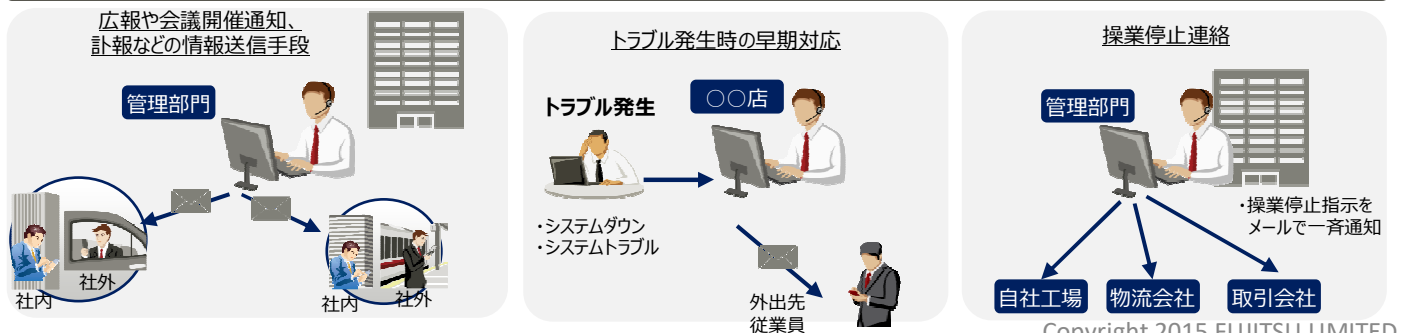 広報や会議開催通知、
訃報などの情報送信手段
管理部門
社内
社外
社内
社外
トラブル発生時の早期対応
トラブル発生
○○店
・システムダウン
・システムトラブル
外出先
従業員
操業停止連絡
管理部門
・操業停止指示を
メールで一斉通知
自社工場
物流会社
取引会社
Copyright 2015 FUJITSU LIMITED